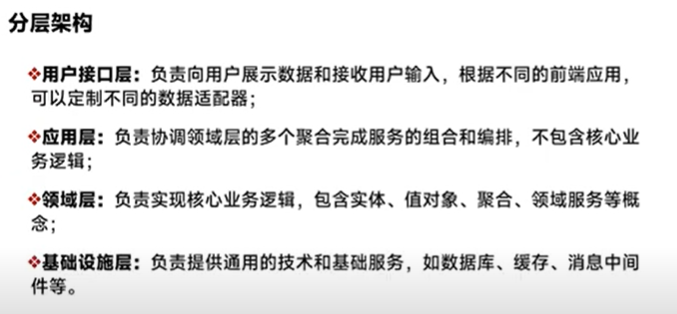 分层架构
❖用户接口层：负责向用户展示数据和接收用户输入，根据不同的前端应用，
可以定制不同的数据适配器；
❖应用层：负责协调领域层的多个聚合完成服务的组合和编排，不包含核心业
务逻辑；
❖领域层：负责实现核心业务逻辑，包含实体、值对象、聚合、领域服务等概
念；
❖基础设施层：负责提供通用的技术和基础服务，如数据库、缓存、消息中间
件等。